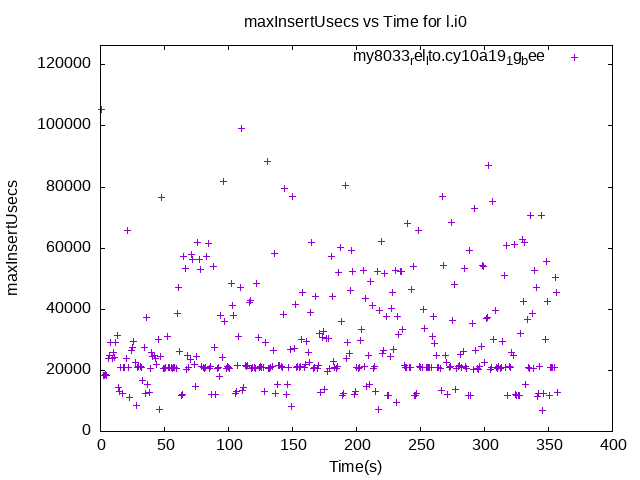 maxInsertUsecs vs Time for l.i0
my8033_rel_lto.cy10a19_1g_bee
120000
100000
80000
60000
40000
20000
0
maxInsertUsecs
0 50 100 150 200 250 300 350 400
Time(s)